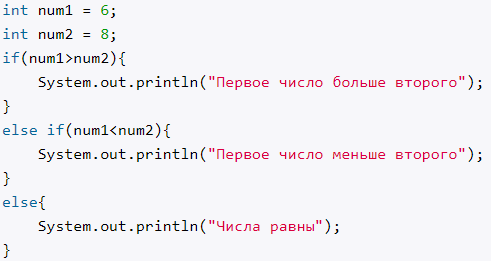 int num1 = 6;
int num2 = 8;
if(num1>num2){
    System.out.println("Первое число больше второго");
}
else if(num1<num2){
    System.out.println("Первое число меньше второго");
}
else{
    System.out.println("Числа равны");
}